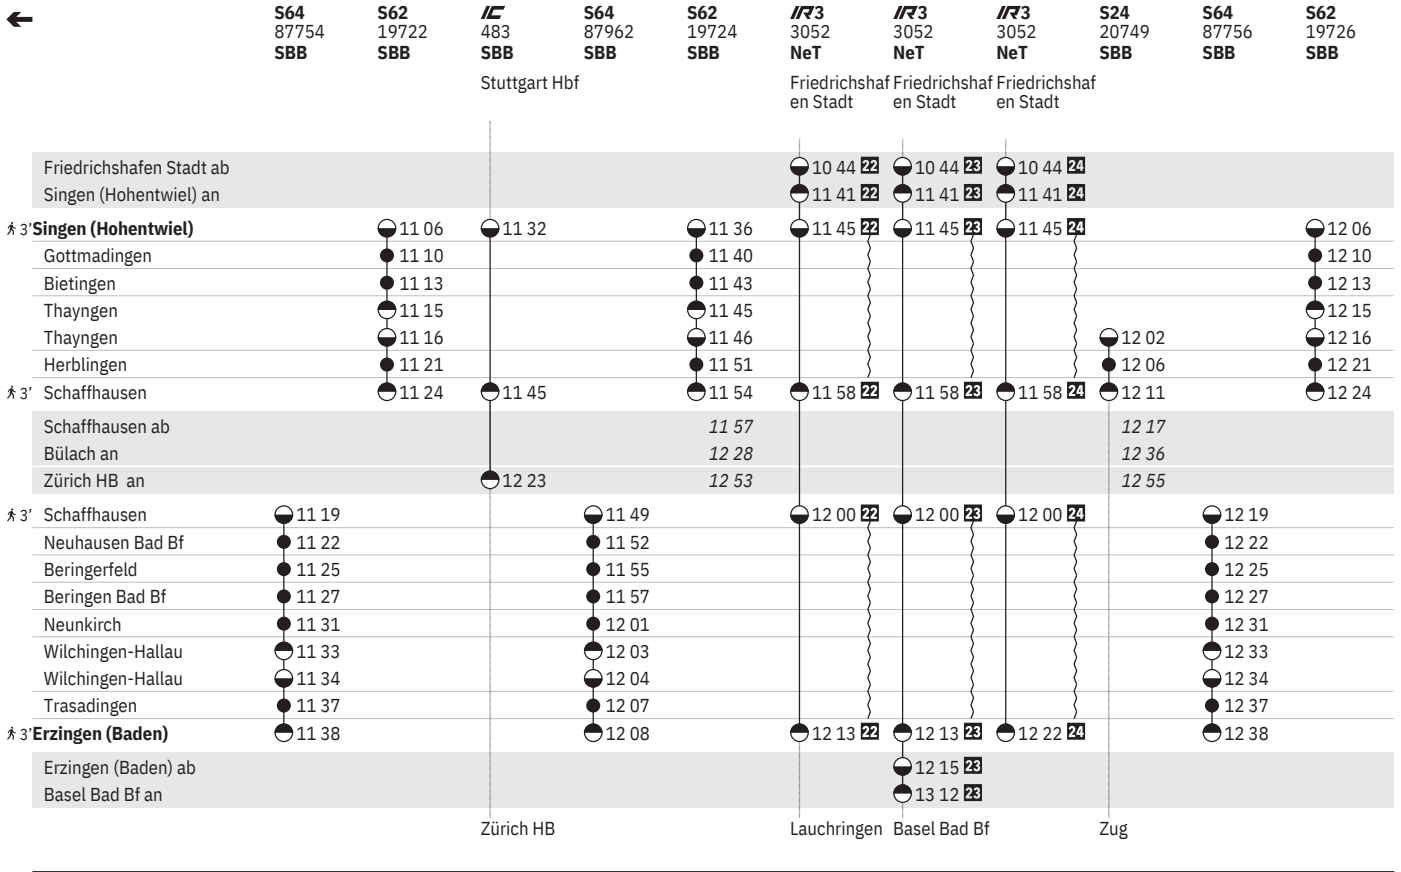 S64 S62 IC S64 S62 IR3 IR3 IR3 S24 S64 S62
87754 19722 483 87962 19724 3052 3052 3052 20749 87756 19726
SBB SBB SBB SBB SBB NeT NeT NeT SBB SBB SBB
Stuttgart Hbf Friedrichshaf Friedrichshaf Friedrichshaf
en Stadt en Stadt en Stadt
Friedrichshafen Stadt ab 10 44 22 10 44 23 10 44 24
Singen (Hohentwiel) an 11 41 22 11 41 23 11 41 24
3' Singen (Hohentwiel) 11 06 11 32 11 36 11 45 22 11 45 23 11 45 24 12 06
Gottmadingen 11 10 11 40 12 10
Bietingen 11 13 11 43 12 13
Thayngen 11 15 11 45 12 15
Thayngen 11 16 11 46 12 02 12 16
Herblingen 11 21 11 51 12 06 12 21
3' Schaffhausen 11 24 11 45 11 54 11 58 22 11 58 23 11 58 24 12 11 12 24
Schaffhausen ab 11 57 12 17
Bülach an 12 28 12 36
Zürich HB an 12 23 12 53 12 55
3' Schaffhausen 11 19 11 49 12 00 22 12 00 23 12 00 24 12 19
Neuhausen Bad Bf 11 22 11 52 12 22
Beringerfeld 11 25 11 55 12 25
Beringen Bad Bf 11 27 11 57 12 27
Neunkirch 11 31 12 01 12 31
Wilchingen-Hallau 11 33 12 03 12 33
Wilchingen-Hallau 11 34 12 04 12 34
Trasadingen 11 37 12 07 12 37
3' Erzingen (Baden) 11 38 12 08 12 13 22 12 13 23 12 22 24 12 38
Erzingen (Baden) ab 12 15 23
Basel Bad Bf an 13 12 23
Zürich HB Lauchringen Basel Bad Bf Zug